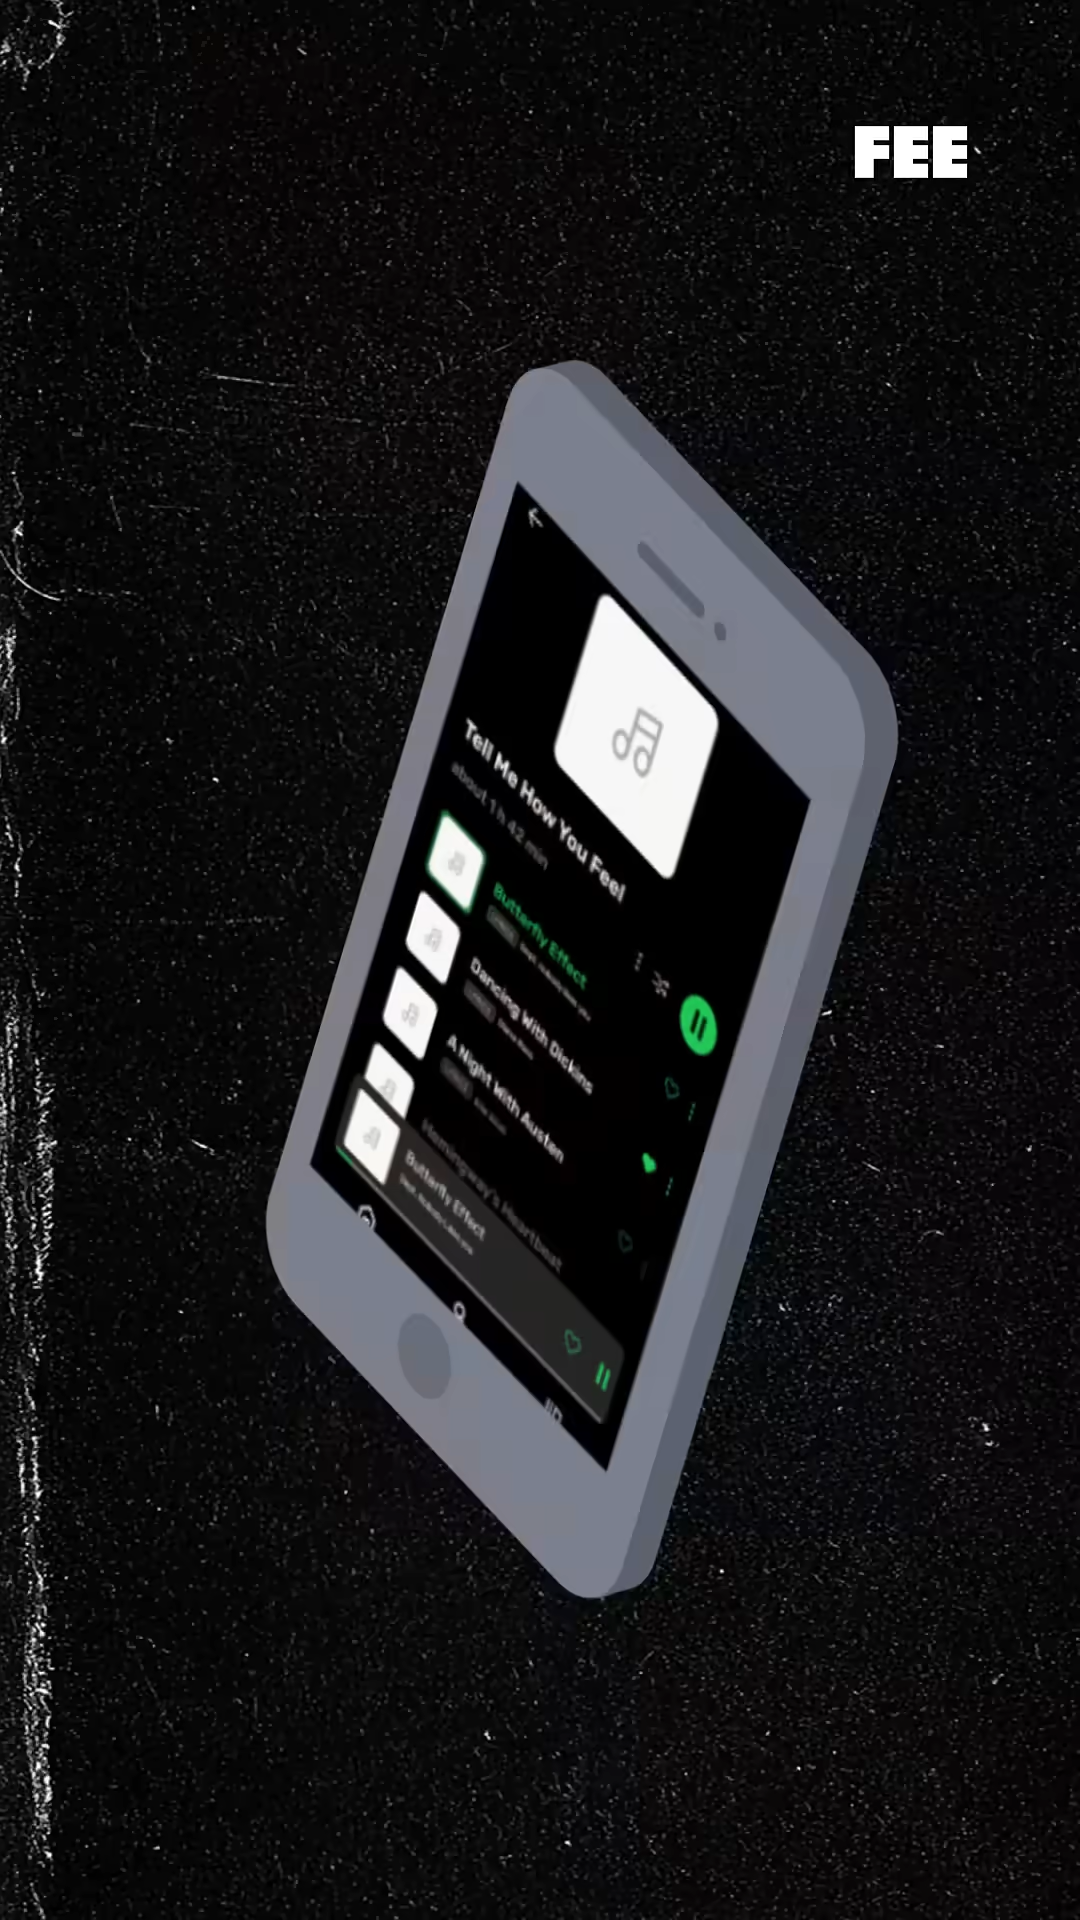 FEE
Tell Me How You Feel
about 1 h 42 min
Butterfly Effect
Dancing With Dickins
A Night With Austen
Hemingway's Heartbeat
Butterfly Effect